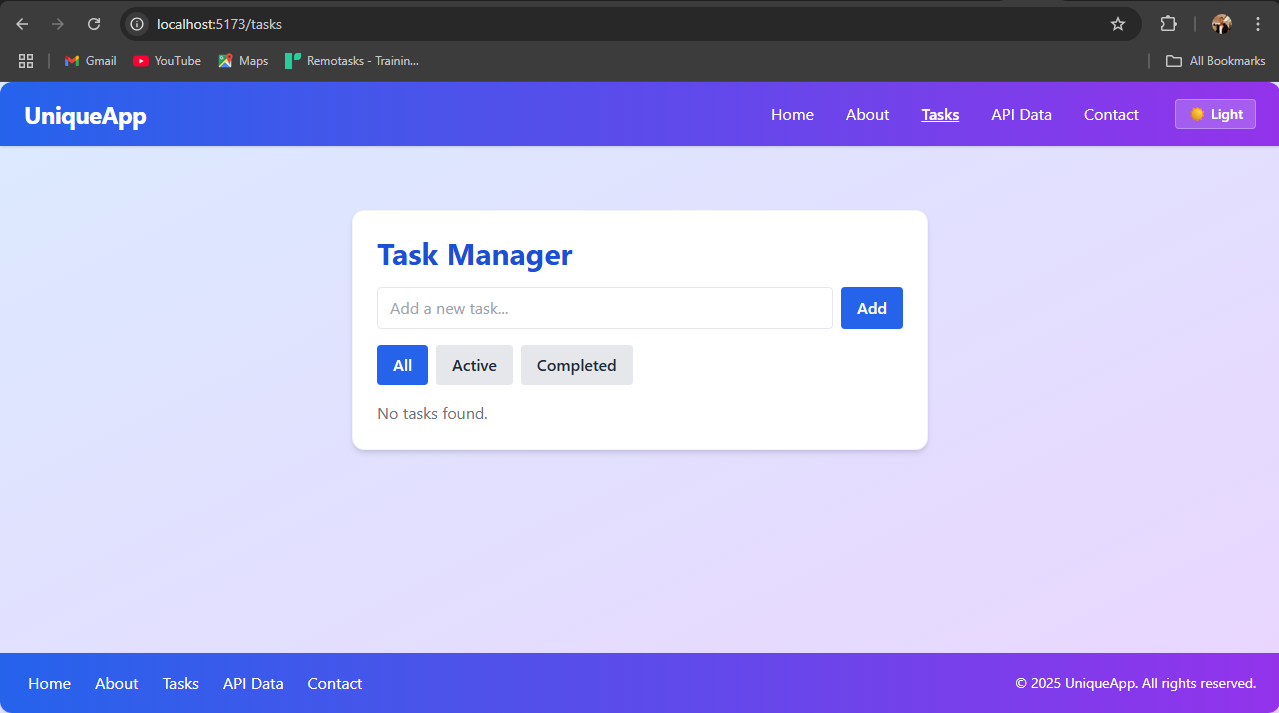 localhost:5173/tasks
Gmail YouTube Maps Remotasks - Trainin... All Bookmarks
UniqueApp Home About Tasks API Data Contact Light
Task Manager
Add a new task... Add
All Active Completed
No tasks found.
Home About Tasks API Data Contact © 2025 UniqueApp. All rights reserved.